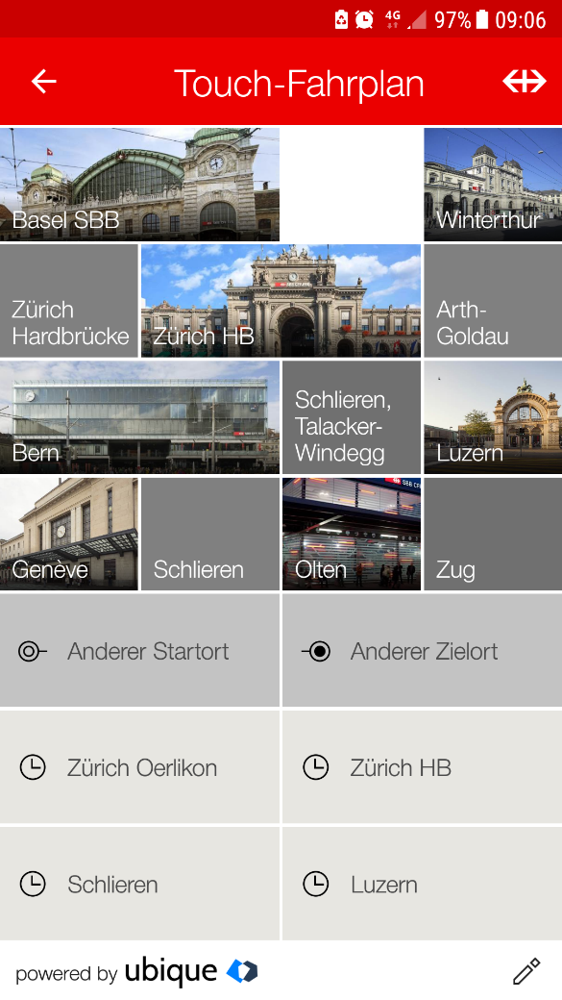 4G 97% 09:06
Touch-Fahrplan
Basel SBB
Winterthur
Zürich
Hardbrücke
Zürich HB
Arth-
Goldau
Bern
Schlieren,
Talacker-
Windegg
Luzern
Genève
Schlieren
Olten
Zug
Anderer Startort
Anderer Zielort
Zürich Oerlikon
Zürich HB
Schlieren
Luzern
powered by ubique